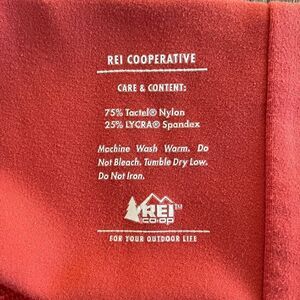 REI COOPERATIVE
CARE & CONTENT:
75% Tactel® Nylon
25% LYCRA® Spandex
Machine Wash Warm. Do
Not Bleach. Tumble Dry Low.
Do Not Iron.
REI™
co·op
FOR YOUR OUTDOOR LIFE